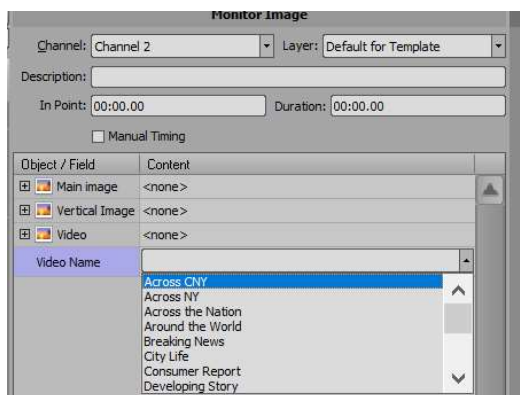 Monitor Image
Channel: Channel 2 Layer: Default for Template
Description:
In Point: 00:00.00 Duration: 00:00.00
Manual Timing
Object / Field Content
Main image <none>
Vertical Image <none>
Video <none>
Video Name
Across CNY
Across NY
Across the Nation
Around the World
Breaking News
City Life
Consumer Report
Developing Story